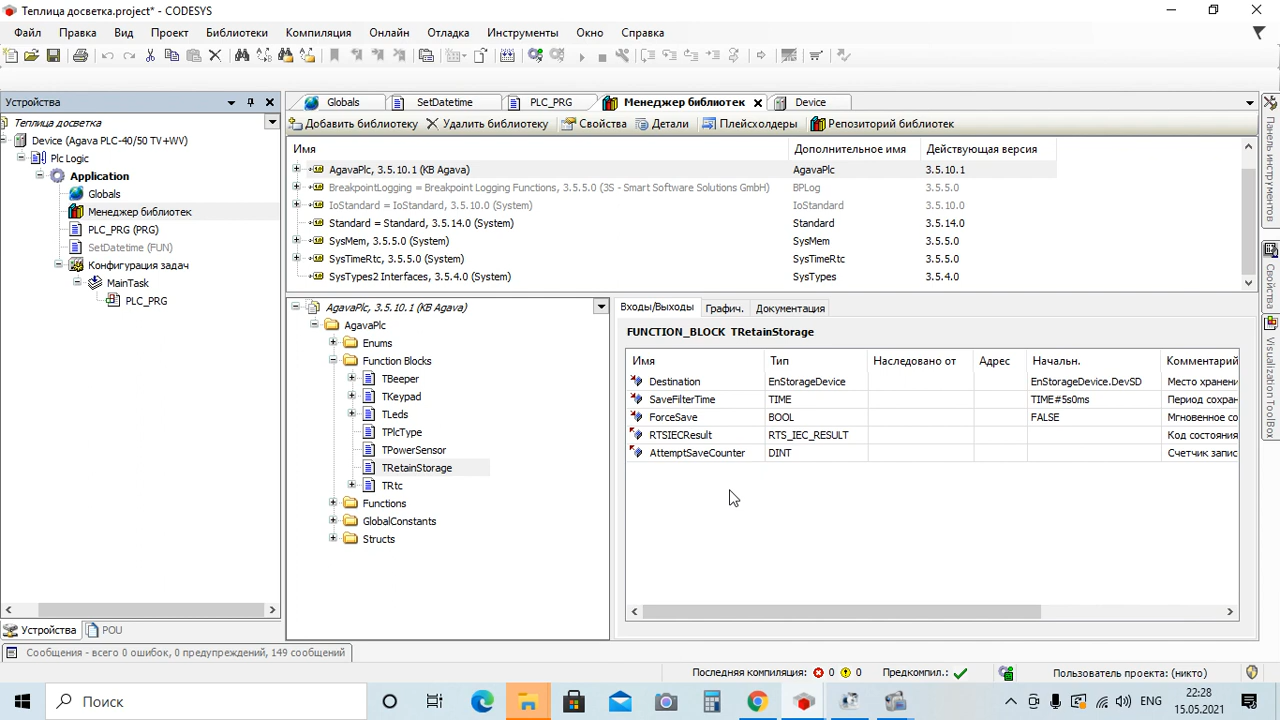 Теплица досветка.project* - CODESYS
Файл Правка Вид Проект Библиотеки Компиляция Онлайн Отладка Инструменты Окно Справка
Устройства
Globals SetDatetime PLC_PRG Менеджер библиотек Device
Теплица досветка
Device (Agava PLC-40/50 TV+WV)
Plc Logic
Application
Globals
Менеджер библиотек
PLC_PRG (PRG)
SetDatetime (FUN)
Конфигурация задач
MainTask
PLC_PRG
Устройства POU
Добавить библиотеку Удалить библиотеку Свойства Детали Плейсхолдеры Репозиторий библиотек
Имя Дополнительное имя Действующая версия
AgavaPlc, 3.5.10.1 (KB Agava) AgavaPlc 3.5.10.1
BreakpointLogging = Breakpoint Logging Functions, 3.5.5.0 (3S - Smart Software Solutions GmbH) BPLog 3.5.5.0
IoStandard = IoStandard, 3.5.10.0 (System) IoStandard 3.5.10.0
Standard = Standard, 3.5.14.0 (System) Standard 3.5.14.0
SysMem, 3.5.5.0 (System) SysMem 3.5.5.0
SysTimeRtc, 3.5.5.0 (System) SysTimeRtc 3.5.5.0
SysTypes2 Interfaces, 3.5.4.0 (System) SysTypes 3.5.4.0
AgavaPlc, 3.5.10.1 (KB Agava)
AgavaPlc
Enums
Function Blocks
TBeeper
TKeypad
TLeds
TPlcType
TPowerSensor
TRetainStorage
TRtc
Functions
GlobalConstants
Structs
Входы/Выходы Графич. Документация
FUNCTION_BLOCK TRetainStorage
Имя Тип Наследовано от Адрес Начальн. Комментарий
Destination EnStorageDevice EnStorageDevice.DevSD Место хранени
SaveFilterTime TIME TIME#5s0ms Период сохран
ForceSave BOOL FALSE Мгновенное со
RTSIECResult RTS_IEC_RESULT Код состояния
AttemptSaveCounter DINT Счетчик запис
Панель инструментов
Свойства
Visualization ToolBox
Сообщения - всего 0 ошибок, 0 предупреждений, 149 сообщений
Последняя компиляция: 0 0 Предкомпил.: Пользователь проекта: (никто)
Поиск
ENG
22:28
15.05.2021